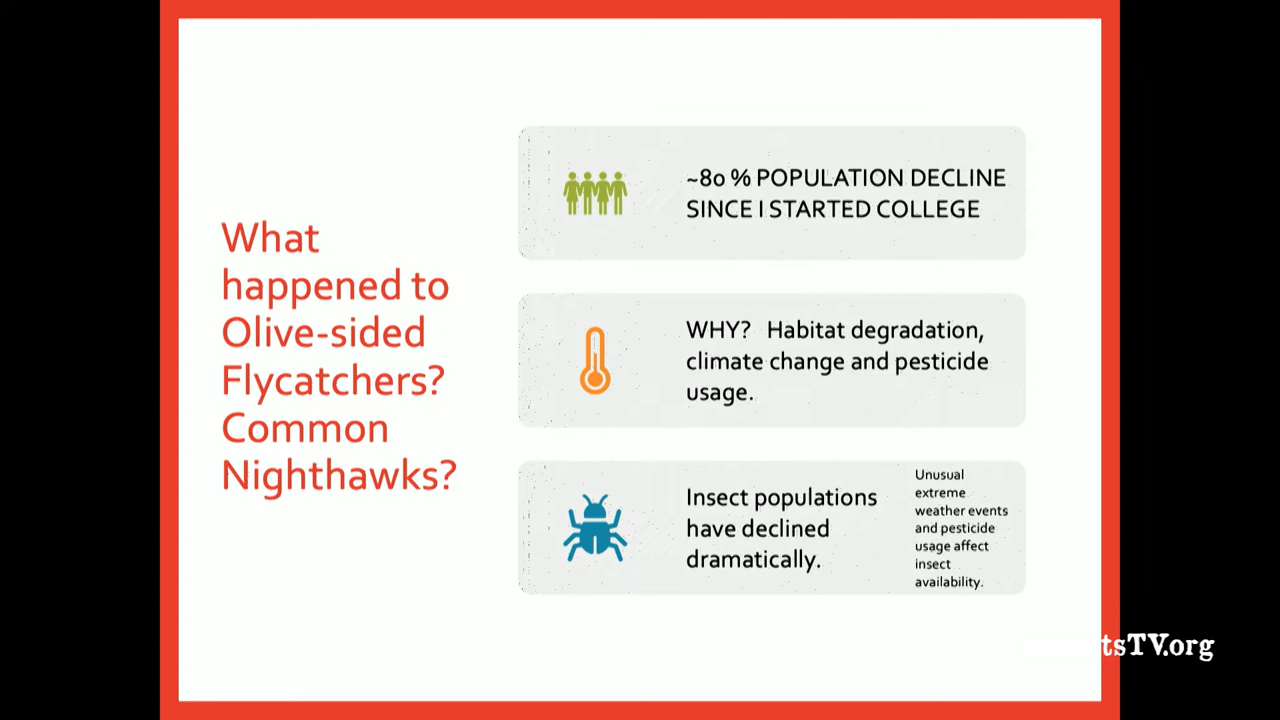 What
happened to
Olive-sided
Flycatchers?
Common
Nighthawks?
~80 % POPULATION DECLINE
SINCE I STARTED COLLEGE
WHY?   Habitat degradation,
climate change and pesticide
usage.
Insect populations
have declined
dramatically.
Unusual
extreme
weather events
and pesticide
usage affect
insect
availability.
tsTV.org